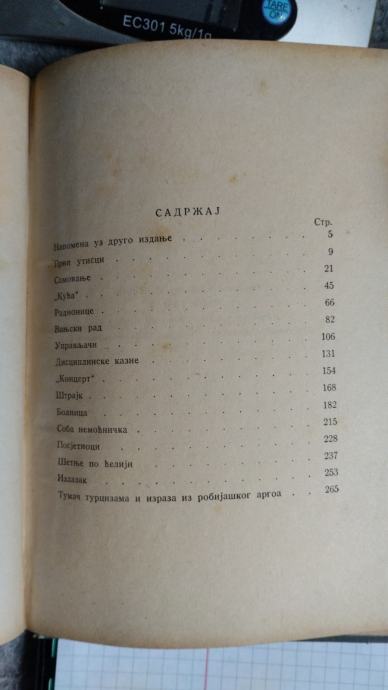 TARE
ON
EC301 5kg/1g
САДРЖАЈ
Стр.
Напомена уз друго издање . . . . . . . 5
Први утисци . . . . . . . . . . 9
Самовање . . . . . . . . . . 21
„Кућа“ . . . . . . . . . . . 45
Радионице . . . . . . . . . . 66
Вањски рад . . . . . . . . . . 82
Управљачи . . . . . . . . . . 106
Дисциплинске казне . . . . . . . . 131
„Концерт“ . . . . . . . . . . 154
Штрајк . . . . . . . . . . . 168
Болница . . . . . . . . . . . 182
Соба немоћничка . . . . . . . . . 215
Посјетиоци . . . . . . . . . . 228
Шетње по ћелији . . . . . . . . . 237
Излазак . . . . . . . . . . . 253
Тумач турцизама и израза из робијашког аргоа . . 265